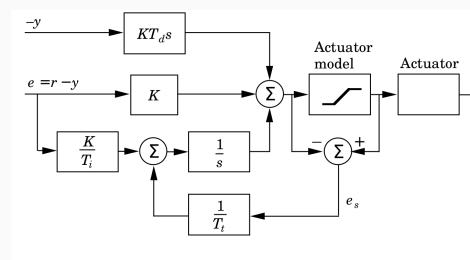 −y
KT_d s
Actuator model
Actuator
e = r − y
K
Σ
K/T_i
Σ
1/s
− Σ +
1/T_t
e_s